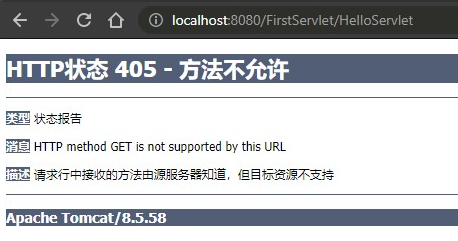 localhost:8080/FirstServlet/HelloServlet
HTTP状态 405 - 方法不允许
类型 状态报告
消息 HTTP method GET is not supported by this URL
描述 请求行中接收的方法由源服务器知道，但目标资源不支持
Apache Tomcat/8.5.58